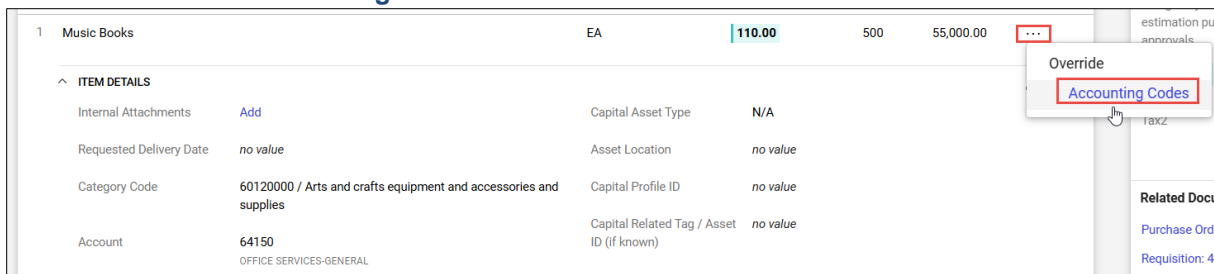 1 Music Books EA 110.00 500 55,000.00 ...
estimation pu
approvals
Override
Accounting Codes
ITEM DETAILS
Internal Attachments Add Capital Asset Type N/A
Tax2
Requested Delivery Date no value Asset Location no value
Category Code 60120000 / Arts and crafts equipment and accessories and supplies Capital Profile ID no value
Related Docu
Capital Related Tag / Asset ID (if known) no value
Purchase Ord
Account 64150
OFFICE SERVICES-GENERAL
Requisition: 4